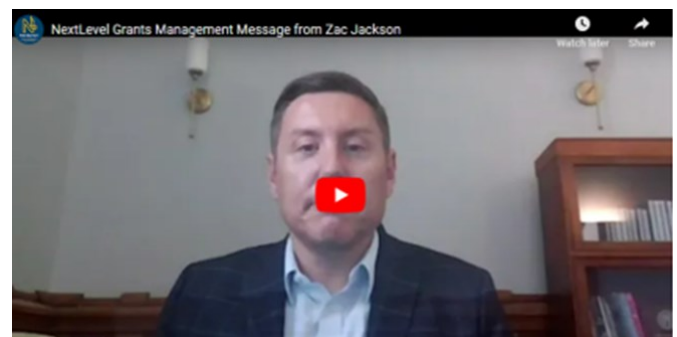 NextLevel Grants Management Message from Zac Jackson
Watch later
Share